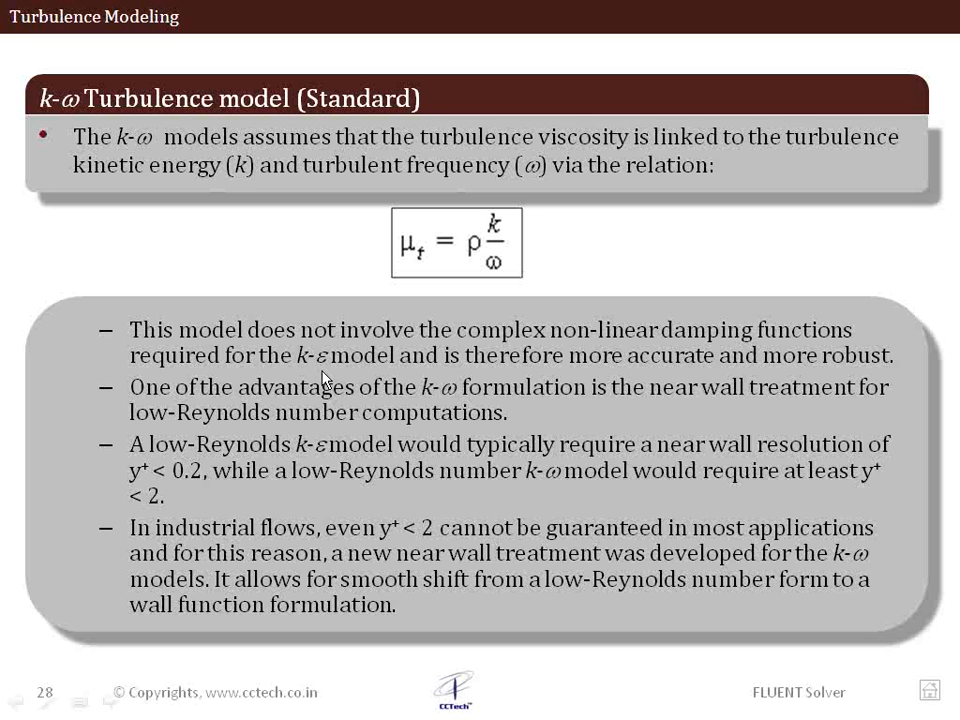 Turbulence Modeling
k-ω Turbulence model (Standard)
• The k-ω models assumes that the turbulence viscosity is linked to the turbulence
kinetic energy (k) and turbulent frequency (ω) via the relation:
μt = ρ k/ω
– This model does not involve the complex non-linear damping functions
required for the k-ε model and is therefore more accurate and more robust.
– One of the advantages of the k-ω formulation is the near wall treatment for
low-Reynolds number computations.
– A low-Reynolds k-ε model would typically require a near wall resolution of
y⁺ < 0.2, while a low-Reynolds number k-ω model would require at least y⁺
< 2.
– In industrial flows, even y⁺ < 2 cannot be guaranteed in most applications
and for this reason, a new near wall treatment was developed for the k-ω
models. It allows for smooth shift from a low-Reynolds number form to a
wall function formulation.
28
© Copyrights, www.cctech.co.in
CCTech™
FLUENT Solver